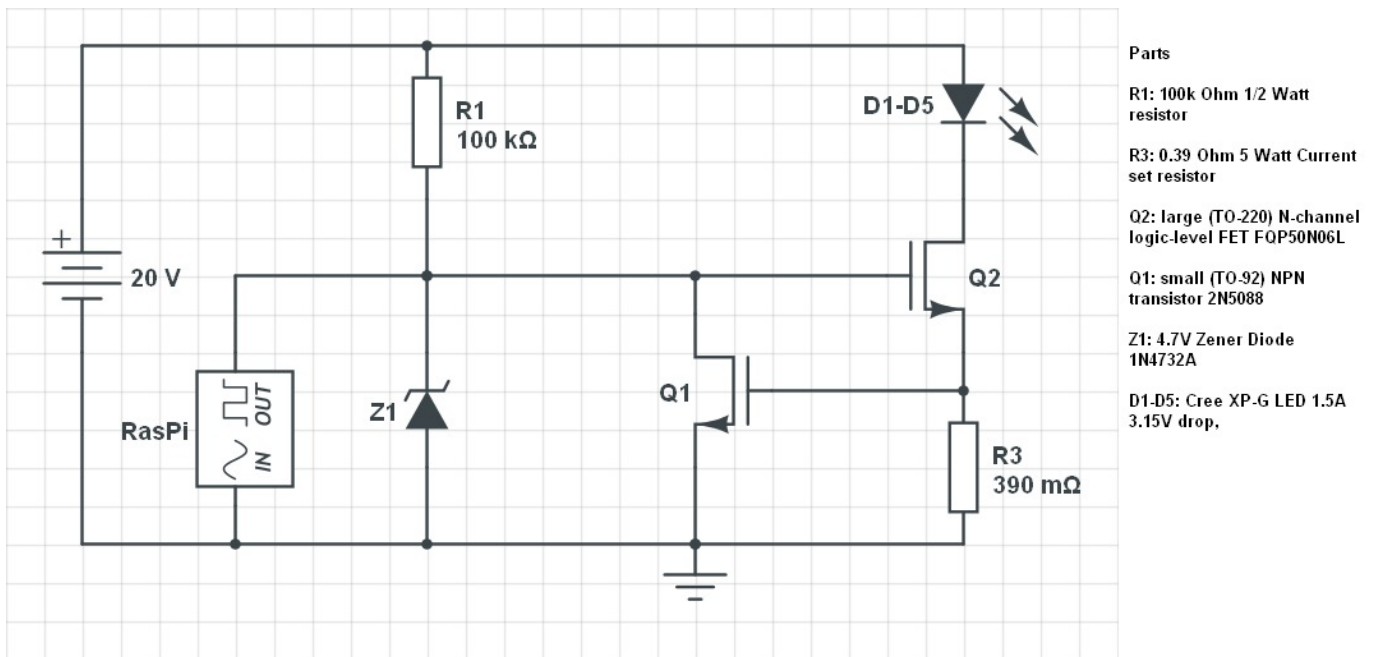 R1
100 kΩ
D1-D5
+
20 V
Q2
RasPi
OUT
IN
Z1
Q1
R3
390 mΩ
Parts
R1: 100k Ohm 1/2 Watt
resistor
R3: 0.39 Ohm 5 Watt Current
set resistor
Q2: large (TO-220) N-channel
logic-level FET FQP50N06L
Q1: small (TO-92) NPN
transistor 2N5088
Z1: 4.7V Zener Diode
1N4732A
D1-D5: Cree XP-G LED 1.5A
3.15V drop,